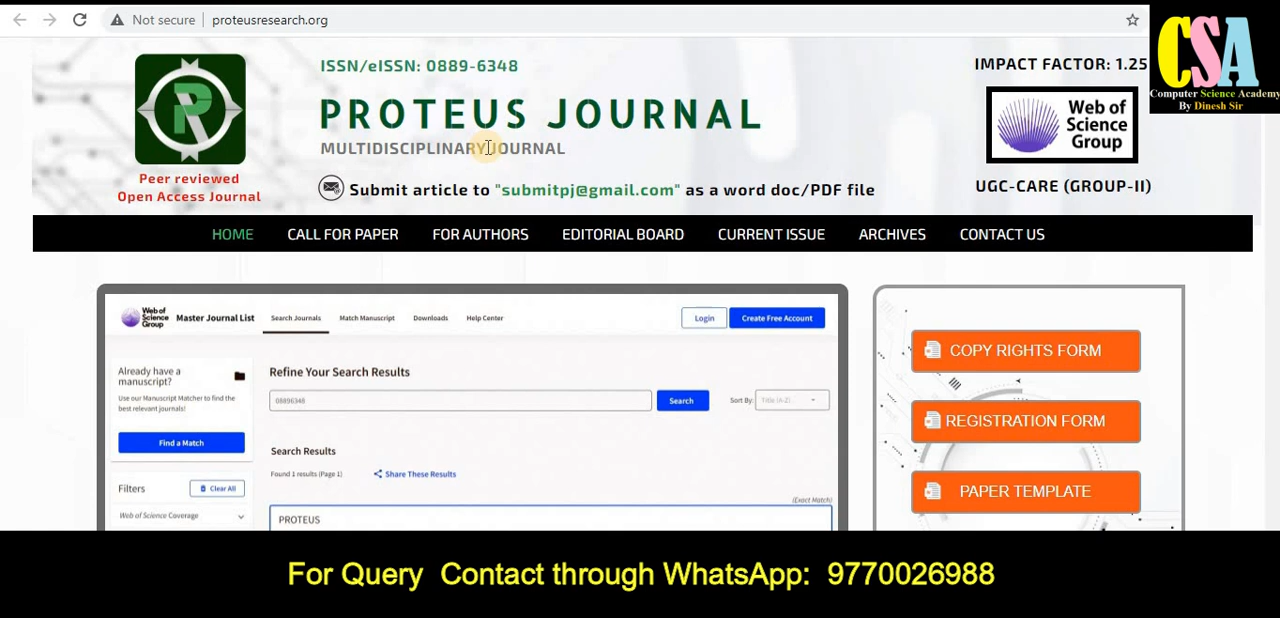 Not secure
proteusresearch.org
CSA
Computer Science Academy
By Dinesh Sir
ISSN/eISSN: 0889-6348
IMPACT FACTOR: 1.25
PROTEUS JOURNAL
MULTIDISCIPLINARY JOURNAL
Web of
Science
Group
Peer reviewed
Open Access Journal
Submit article to "submitpj@gmail.com" as a word doc/PDF file
UGC-CARE (GROUP-II)
HOME
CALL FOR PAPER
FOR AUTHORS
EDITORIAL BOARD
CURRENT ISSUE
ARCHIVES
CONTACT US
Web of
Science
Group
Master Journal List
Search Journals
Match Manuscript
Downloads
Help Center
Login
Create Free Account
Already have a
manuscript?
Use our Manuscript Matcher to find the
best relevant journals!
Find a Match
Filters
Clear All
Web of Science Coverage
Refine Your Search Results
08896348
Search
Sort By:
Title (A-Z)
Search Results
Found 1 results (Page 1)
Share These Results
(Exact Match)
PROTEUS
COPY RIGHTS FORM
REGISTRATION FORM
PAPER TEMPLATE
For Query Contact through WhatsApp: 9770026988